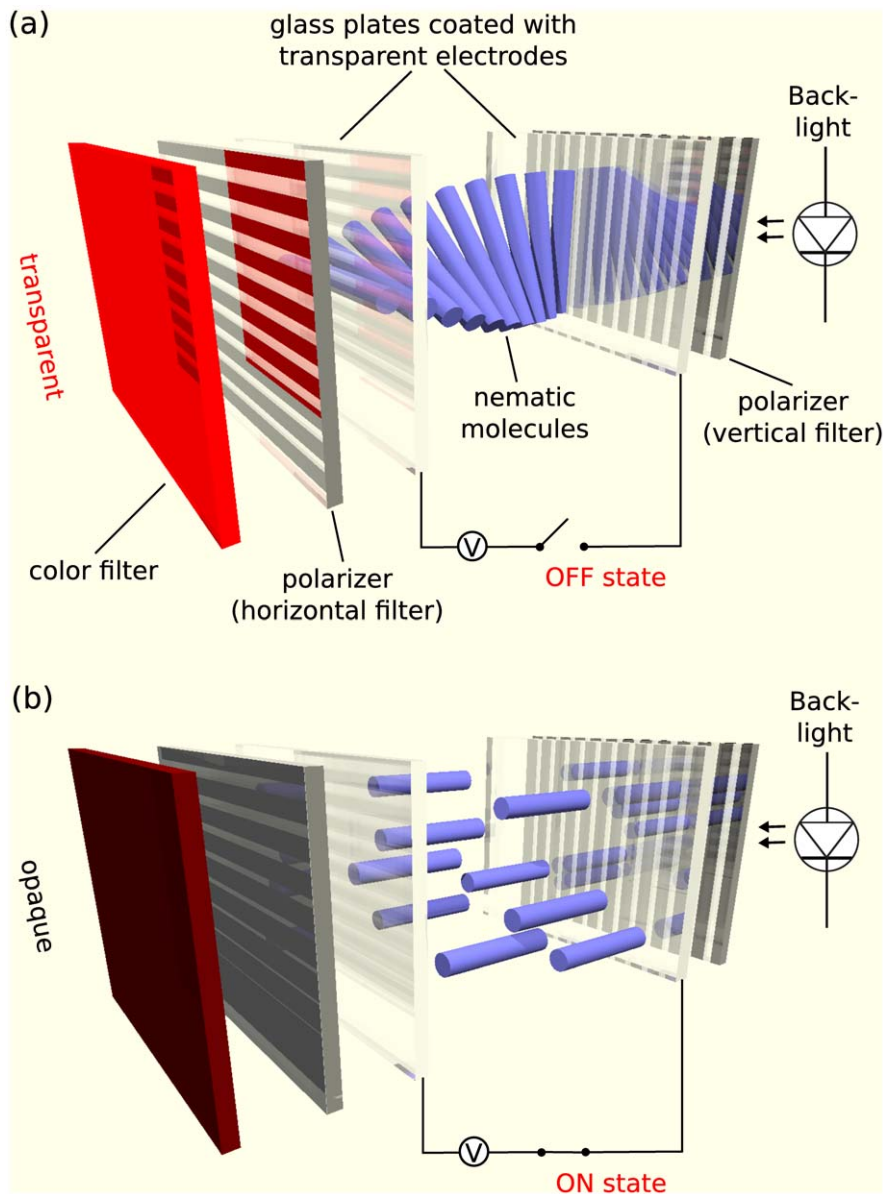 (a)
glass plates coated with
transparent electrodes
Back-
light
transparent
nematic
molecules
polarizer
(vertical filter)
color filter
polarizer
(horizontal filter)
V
OFF state
(b)
Back-
light
opaque
V
ON state